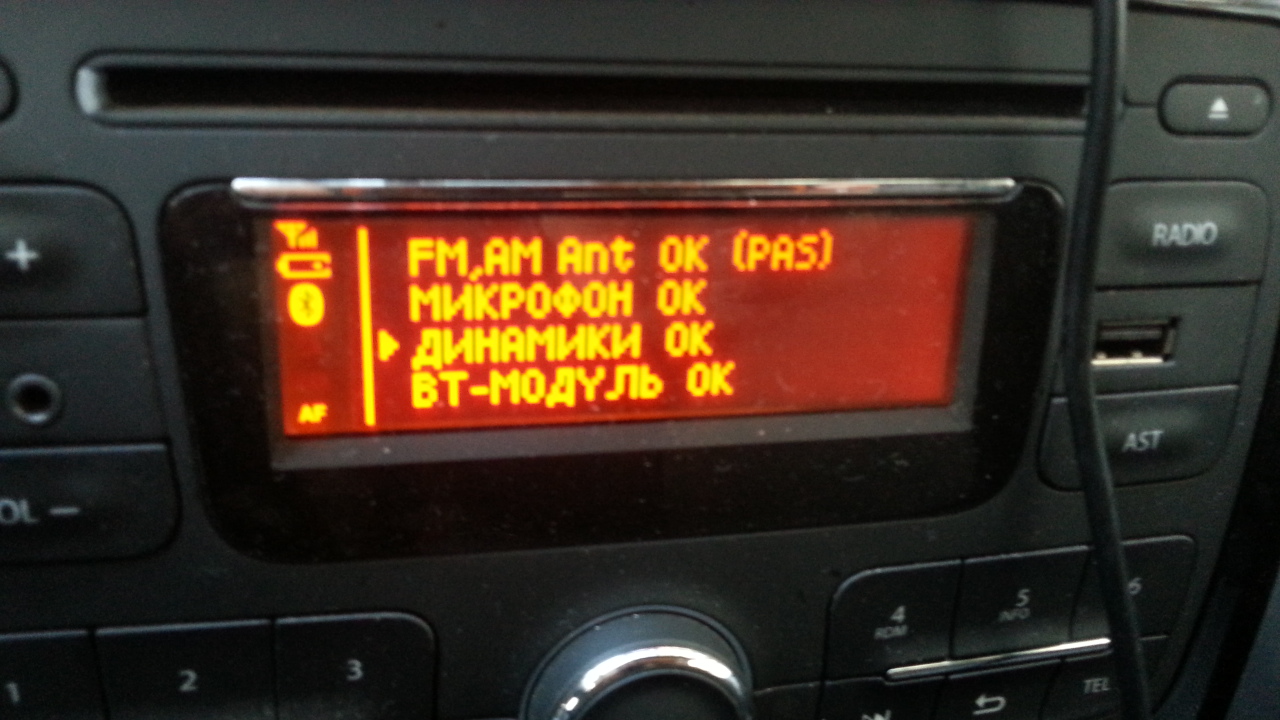 FM,AM Ant OK (PAS)
МИКРОФОН OK
ДИНАМИКИ OK
ВТ-МОДУЛЬ OK
AF
RADIO
AST
OL −
1
2
3
4
RDM
5
INFO
6
TEL